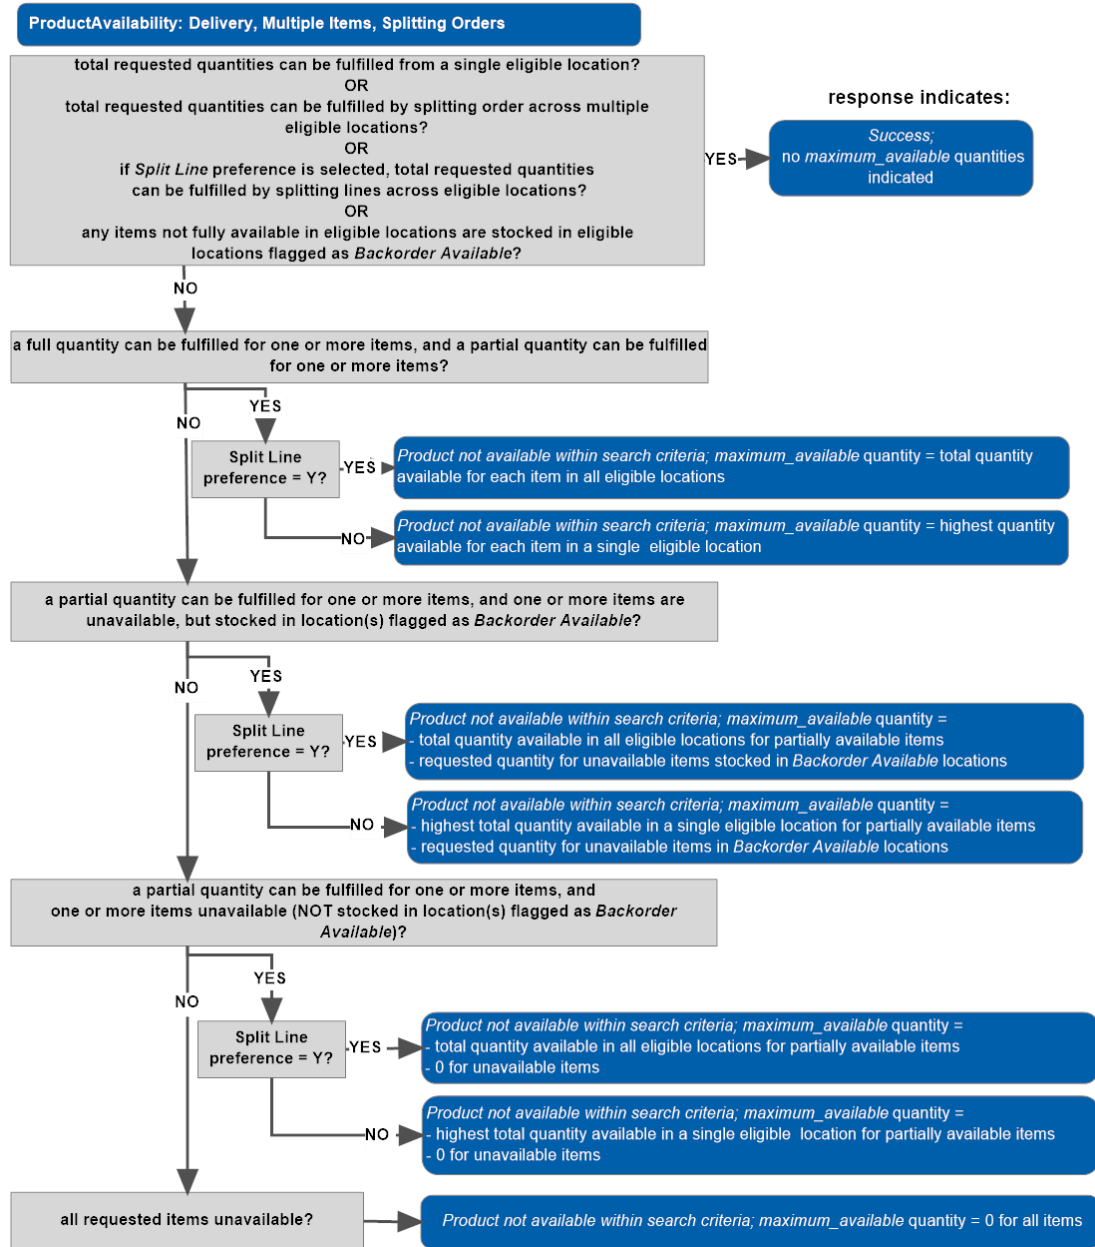 ProductAvailability: Delivery, Multiple Items, Splitting Orders
total requested quantities can be fulfilled from a single eligible location?
OR
total requested quantities can be fulfilled by splitting order across multiple
eligible locations?
OR
if Split Line preference is selected, total requested quantities
can be fulfilled by splitting lines across eligible locations?
OR
any items not fully available in eligible locations are stocked in eligible
locations flagged as Backorder Available?
YES
response indicates:
Success;
no maximum_available quantities
indicated
NO
a full quantity can be fulfilled for one or more items, and a partial quantity can be fulfilled
for one or more items?
YES
NO
Split Line
preference = Y?
YES
Product not available within search criteria; maximum_available quantity = total quantity
available for each item in all eligible locations
NO
Product not available within search criteria; maximum_available quantity = highest quantity
available for each item in a single eligible location
a partial quantity can be fulfilled for one or more items, and one or more items are
unavailable, but stocked in location(s) flagged as Backorder Available?
YES
NO
Split Line
preference = Y?
YES
Product not available within search criteria; maximum_available quantity =
- total quantity available in all eligible locations for partially available items
- requested quantity for unavailable items stocked in Backorder Available locations
NO
Product not available within search criteria; maximum_available quantity =
- highest total quantity available in a single eligible location for partially available items
- requested quantity for unavailable items in Backorder Available locations
a partial quantity can be fulfilled for one or more items, and
one or more items unavailable (NOT stocked in location(s) flagged as Backorder
Available)?
YES
NO
Split Line
preference = Y?
YES
Product not available within search criteria; maximum_available quantity =
- total quantity available in all eligible locations for partially available items
- 0 for unavailable items
NO
Product not available within search criteria; maximum_available quantity =
- highest total quantity available in a single eligible location for partially available items
- 0 for unavailable items
all requested items unavailable?
Product not available within search criteria; maximum_available quantity = 0 for all items